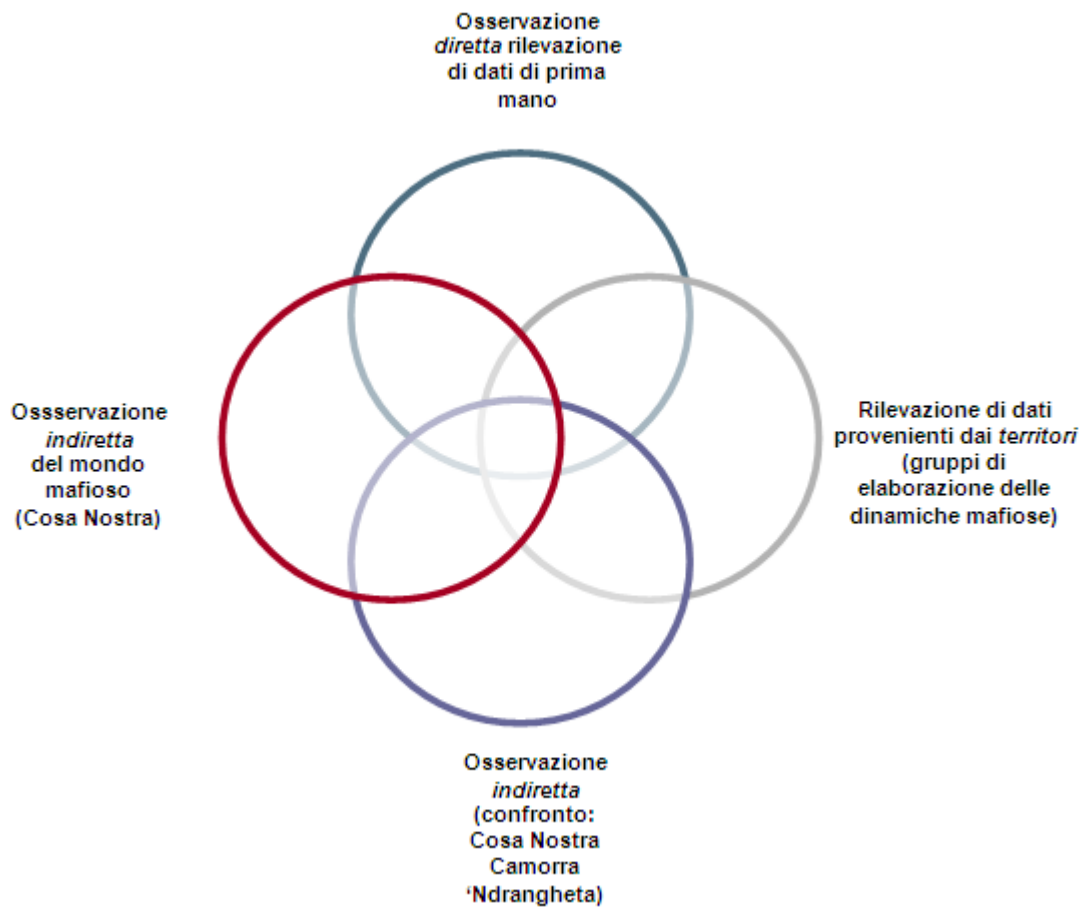 Osservazione
diretta rilevazione
di dati di prima
mano
Ossservazione
indiretta
del mondo
mafioso
(Cosa Nostra)
Rilevazione di dati
provenienti dai territori
(gruppi di
elaborazione delle
dinamiche mafiose)
Osservazione
indiretta
(confronto:
Cosa Nostra
Camorra
‘Ndrangheta)